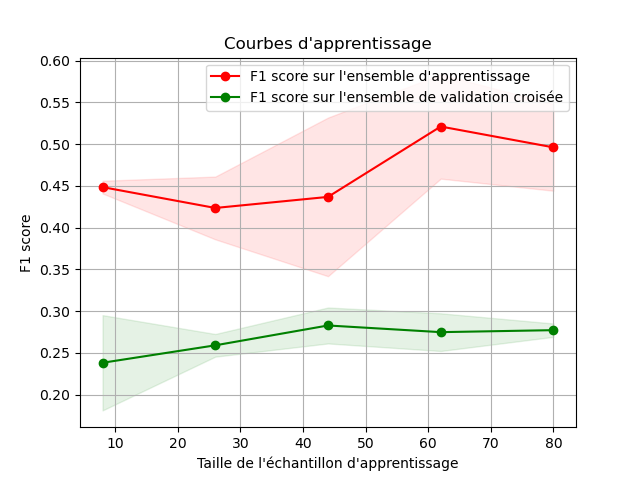 Courbes d'apprentissage
F1 score sur l'ensemble d'apprentissage
F1 score sur l'ensemble de validation croisée
0.60
0.55
0.50
0.45
0.40
0.35
0.30
0.25
0.20
F1 score
10 20 30 40 50 60 70 80
Taille de l'échantillon d'apprentissage